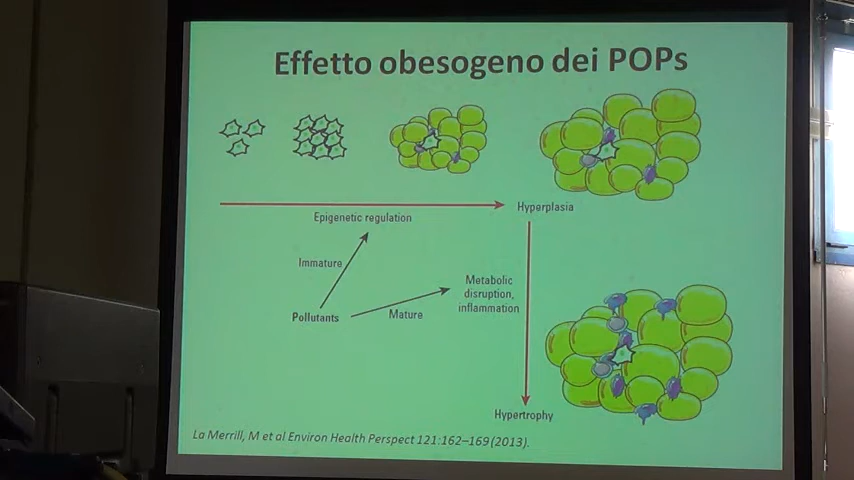 Effetto obesogeno dei POPs
Epigenetic regulation
Hyperplasia
Immature
Metabolic
disruption,
inflammation
Pollutants
Mature
Hypertrophy
La Merrill, M et al Environ Health Perspect 121:162–169 (2013).